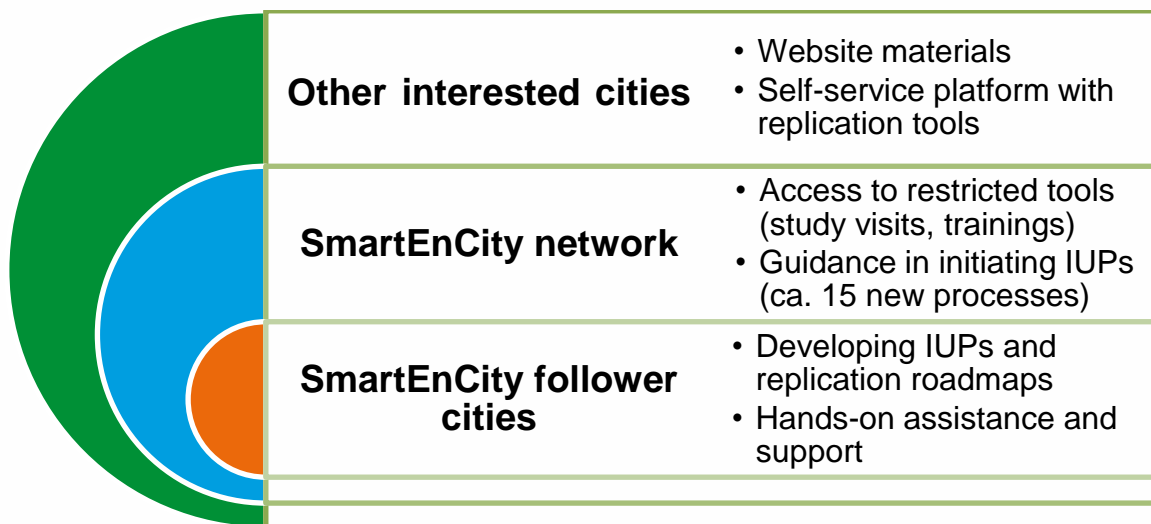 Other interested cities
• Website materials
• Self-service platform with
replication tools
SmartEnCity network
• Access to restricted tools
(study visits, trainings)
• Guidance in initiating IUPs
(ca. 15 new processes)
SmartEnCity follower
cities
• Developing IUPs and
replication roadmaps
• Hands-on assistance and
support